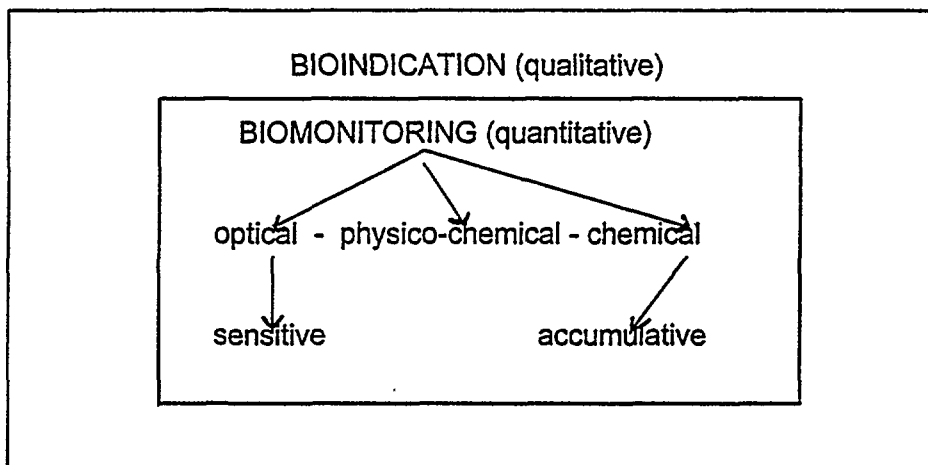 BIOINDICATION (qualitative)
BIOMONITORING (quantitative)
optical - physico-chemical - chemical
sensitive accumulative